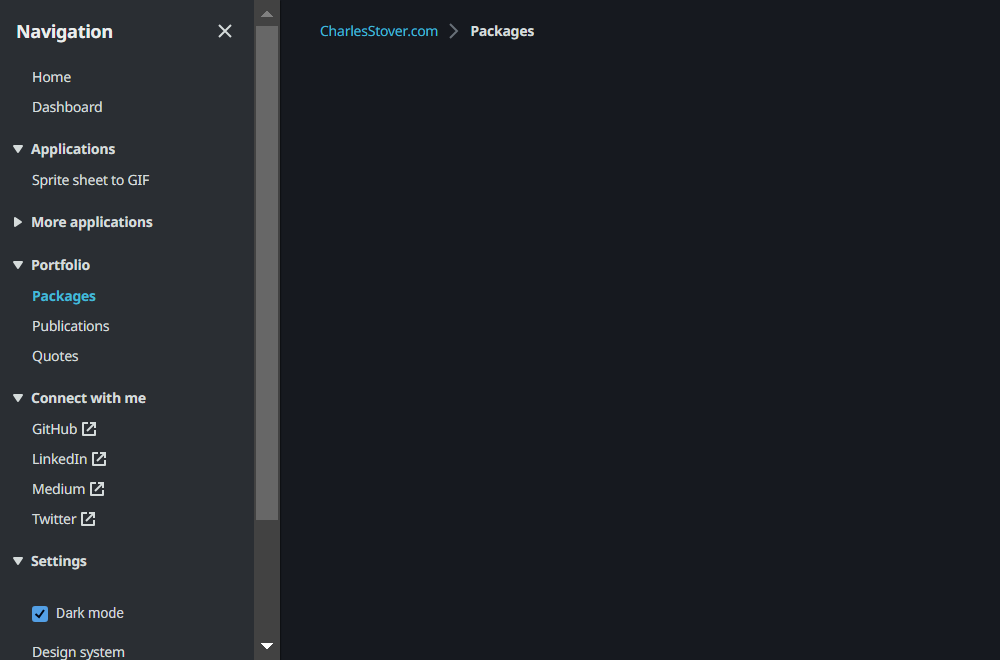 Navigation
Home
Dashboard
Applications
Sprite sheet to GIF
More applications
Portfolio
Packages
Publications
Quotes
Connect with me
GitHub
LinkedIn
Medium
Twitter
Settings
Dark mode
Design system
CharlesStover.com > Packages